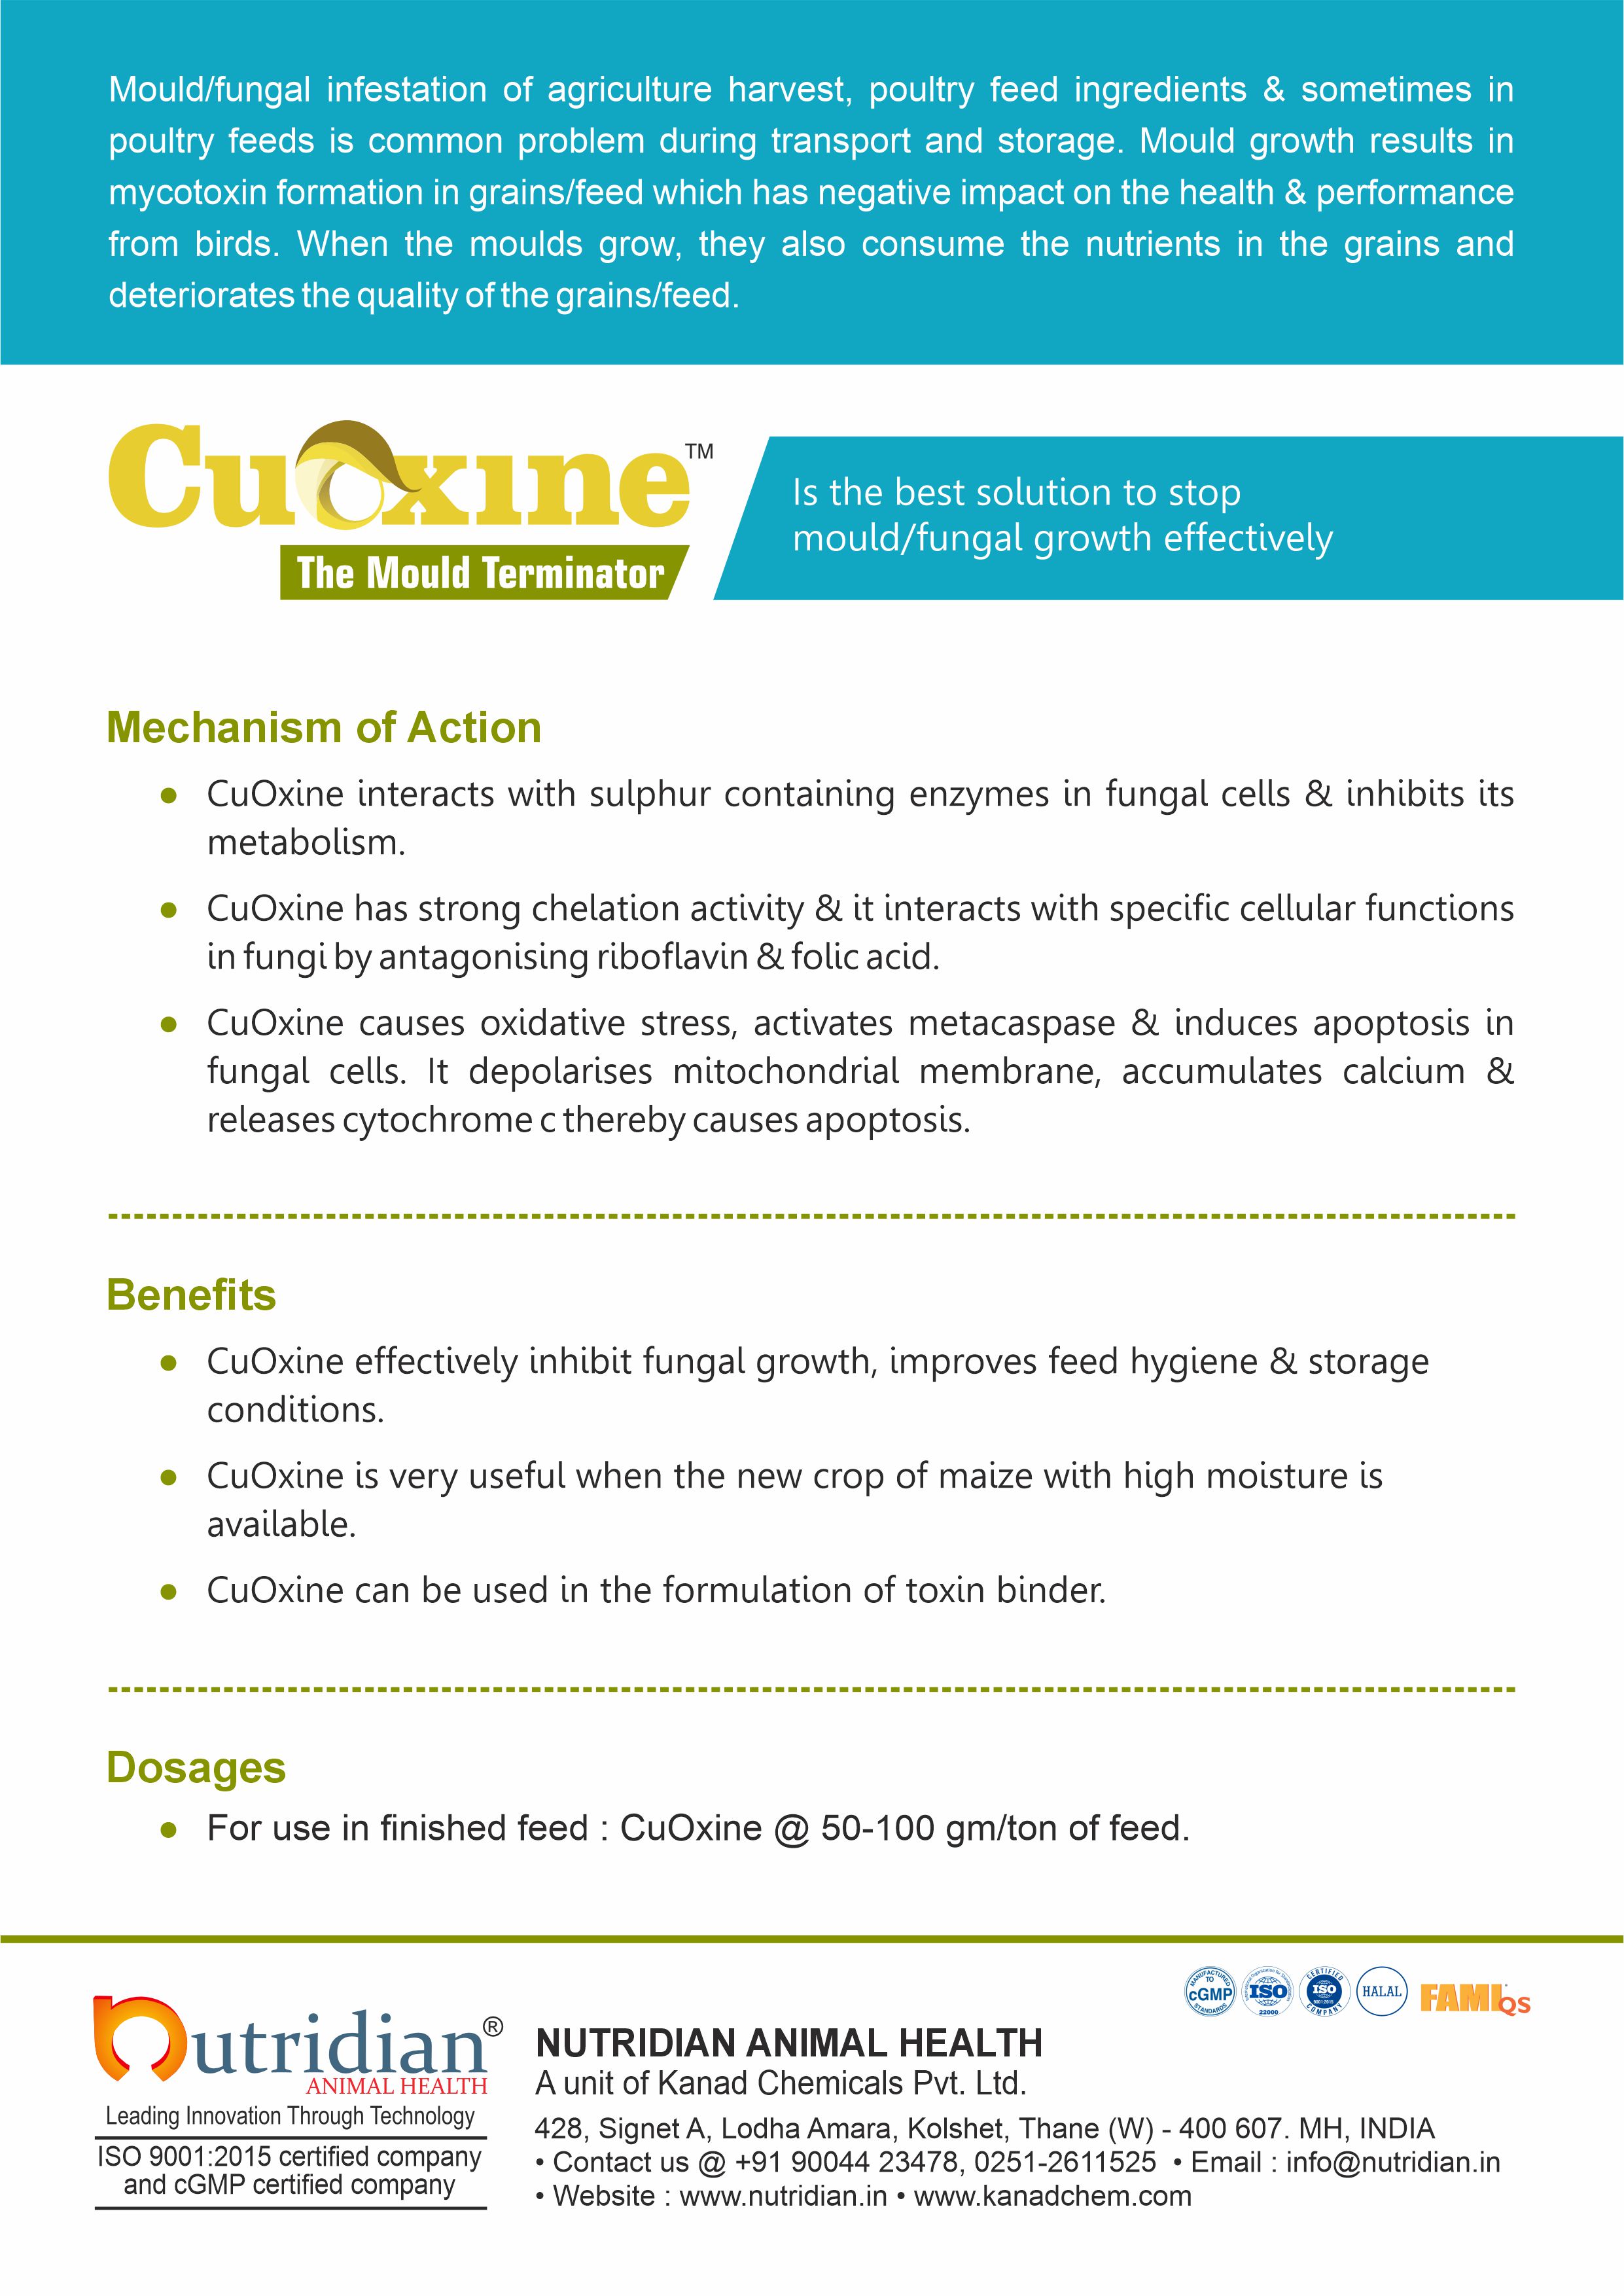 Mould/fungal infestation of agriculture harvest, poultry feed ingredients & sometimes in
poultry feeds is common problem during transport and storage. Mould growth results in
mycotoxin formation in grains/feed which has negative impact on the health & performance
from birds. When the moulds grow, they also consume the nutrients in the grains and
deteriorates the quality of the grains/feed.
CuOxine™
The Mould Terminator
Is the best solution to stop
mould/fungal growth effectively
Mechanism of Action
● CuOxine interacts with sulphur containing enzymes in fungal cells & inhibits its
metabolism.
● CuOxine has strong chelation activity & it interacts with specific cellular functions
in fungi by antagonising riboflavin & folic acid.
● CuOxine causes oxidative stress, activates metacaspase & induces apoptosis in
fungal cells. It depolarises mitochondrial membrane, accumulates calcium &
releases cytochrome c thereby causes apoptosis.
Benefits
● CuOxine effectively inhibit fungal growth, improves feed hygiene & storage
conditions.
● CuOxine is very useful when the new crop of maize with high moisture is
available.
● CuOxine can be used in the formulation of toxin binder.
Dosages
● For use in finished feed : CuOxine @ 50-100 gm/ton of feed.
MANUFACTURED TO cGMP STANDARDS
ISO 22000
CERTIFIED ISO 9001:2015 COMPANY
HALAL
FAMI QS
nutridian®
ANIMAL HEALTH
Leading Innovation Through Technology
ISO 9001:2015 certified company
and cGMP certified company
NUTRIDIAN ANIMAL HEALTH
A unit of Kanad Chemicals Pvt. Ltd.
428, Signet A, Lodha Amara, Kolshet, Thane (W) - 400 607. MH, INDIA
• Contact us @ +91 90044 23478, 0251-2611525 • Email : info@nutridian.in
• Website : www.nutridian.in • www.kanadchem.com